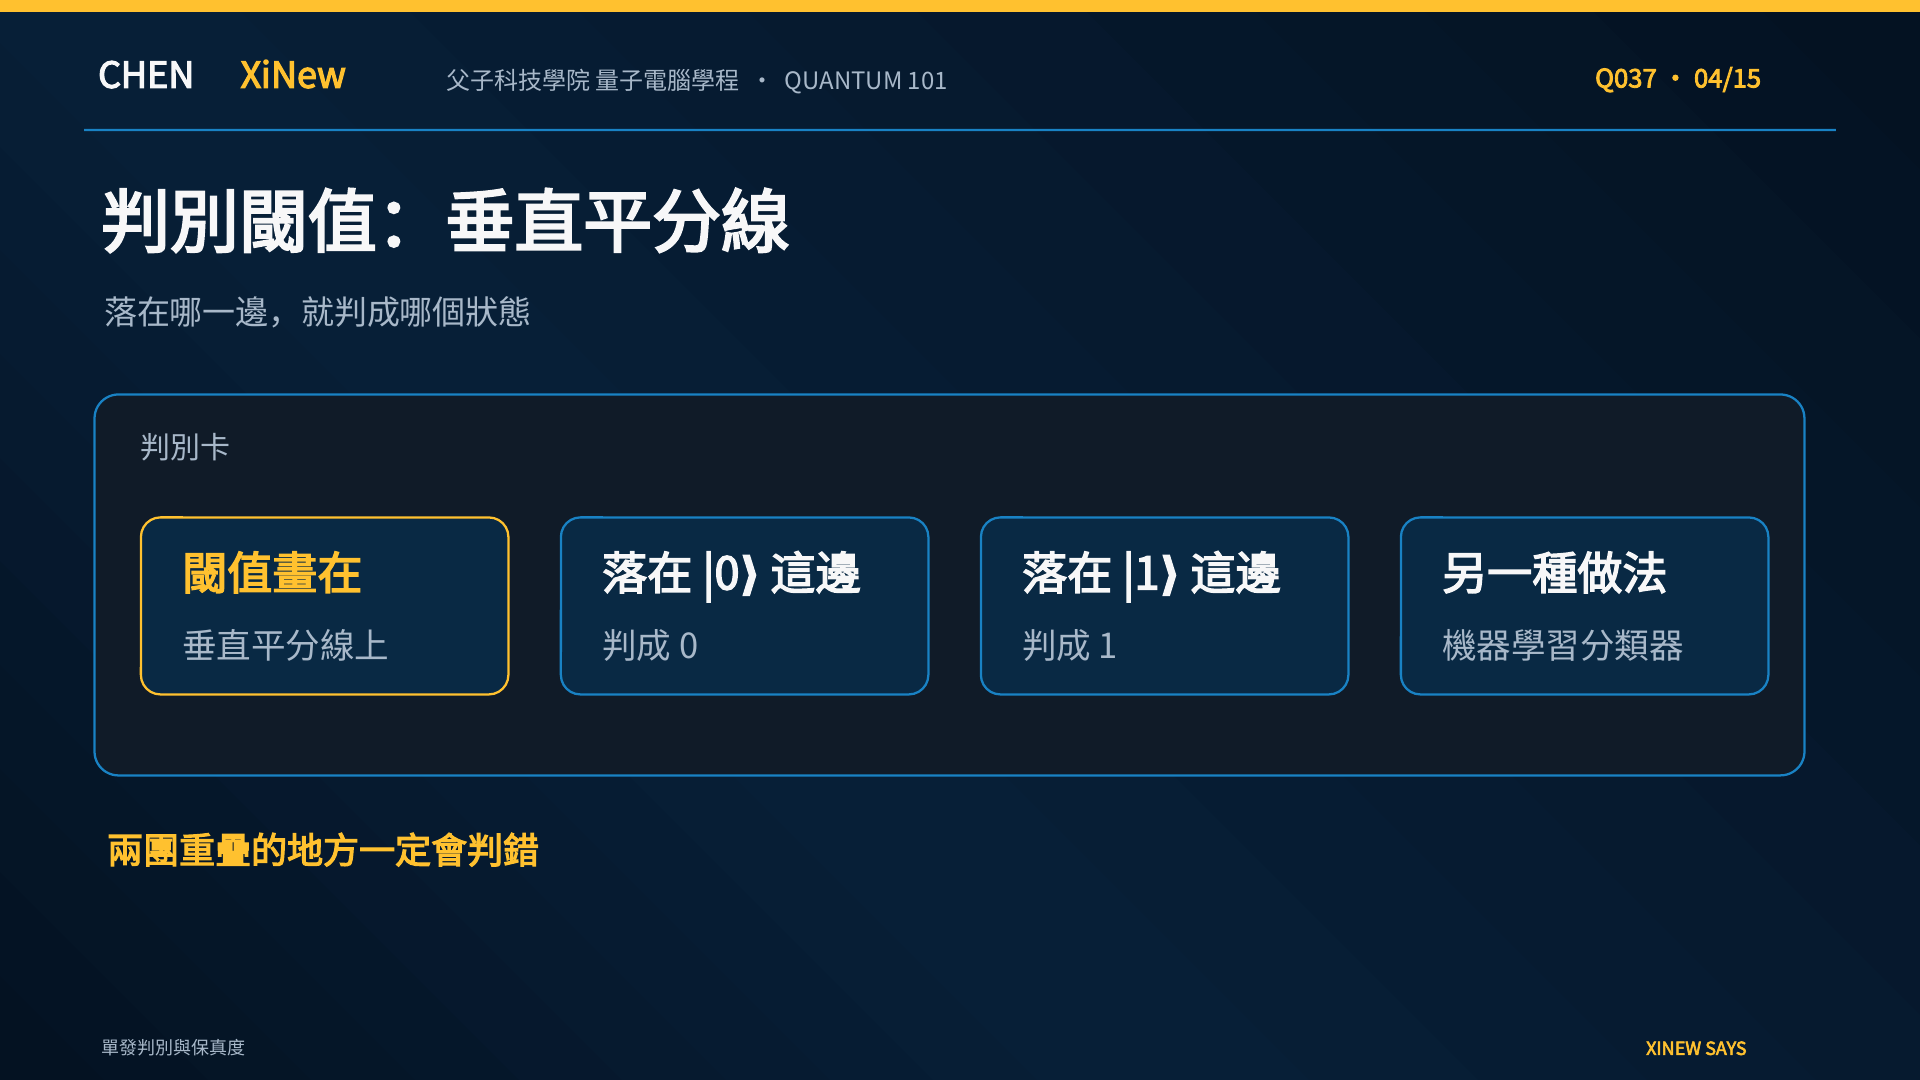 CHEN XiNew 父子科技學院 量子電腦學程 · QUANTUM 101 Q037 · 04/15
判別閾值：垂直平分線
落在哪一邊，就判成哪個狀態
判別卡
閾值畫在
垂直平分線上
落在 |0⟩ 這邊
判成 0
落在 |1⟩ 這邊
判成 1
另一種做法
機器學習分類器
兩團重疊的地方一定會判錯
單發判別與保真度
XINEW SAYS